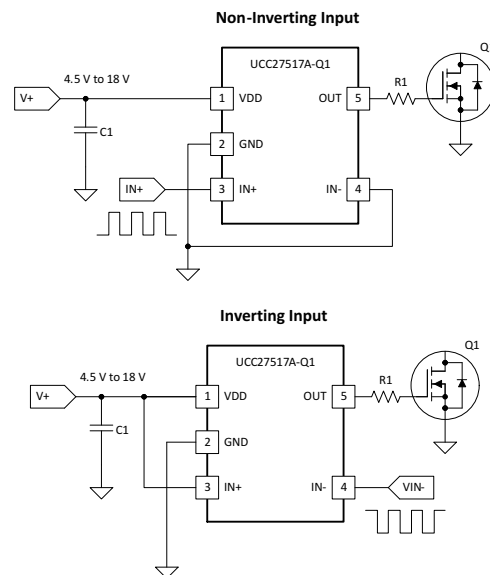 Non-Inverting Input
Q
UCC27517A-Q1
4.5 V to 18 V
R1
V+
1
VDD
OUT
5
C1
2
GND
IN+
3
IN+
IN-
4
Inverting Input
Q1
UCC27517A-Q1
4.5 V to 18 V
R1
V+
1
VDD
OUT
5
C1
2
GND
3
IN+
IN-
4
VIN-